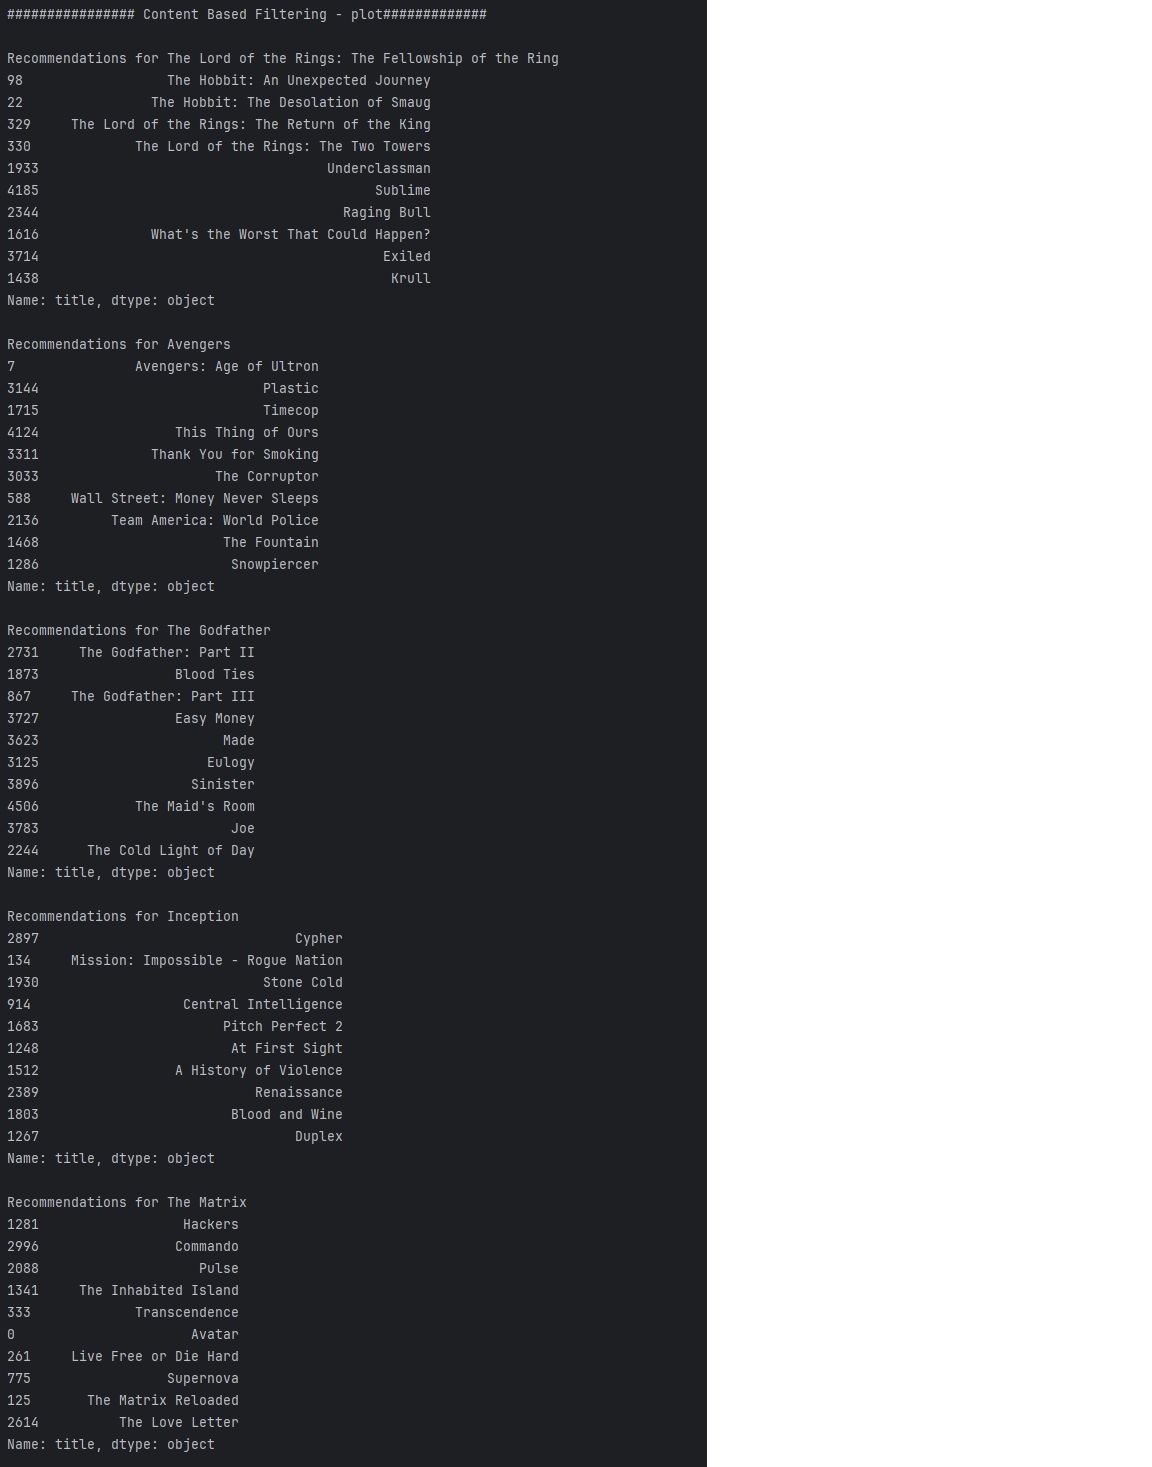 ################ Content Based Filtering - plot#############
Recommendations for The Lord of the Rings: The Fellowship of the Ring
98 The Hobbit: An Unexpected Journey
22 The Hobbit: The Desolation of Smaug
329 The Lord of the Rings: The Return of the King
330 The Lord of the Rings: The Two Towers
1933 Underclassman
4185 Sublime
2344 Raging Bull
1616 What's the Worst That Could Happen?
3714 Exiled
1438 Krull
Name: title, dtype: object
Recommendations for Avengers
7 Avengers: Age of Ultron
3144 Plastic
1715 Timecop
4124 This Thing of Ours
3311 Thank You for Smoking
3033 The Corruptor
588 Wall Street: Money Never Sleeps
2136 Team America: World Police
1468 The Fountain
1286 Snowpiercer
Name: title, dtype: object
Recommendations for The Godfather
2731 The Godfather: Part II
1873 Blood Ties
867 The Godfather: Part III
3727 Easy Money
3623 Made
3125 Eulogy
3896 Sinister
4506 The Maid's Room
3783 Joe
2244 The Cold Light of Day
Name: title, dtype: object
Recommendations for Inception
2897 Cypher
134 Mission: Impossible - Rogue Nation
1930 Stone Cold
914 Central Intelligence
1683 Pitch Perfect 2
1248 At First Sight
1512 A History of Violence
2389 Renaissance
1803 Blood and Wine
1267 Duplex
Name: title, dtype: object
Recommendations for The Matrix
1281 Hackers
2996 Commando
2088 Pulse
1341 The Inhabited Island
333 Transcendence
0 Avatar
261 Live Free or Die Hard
775 Supernova
125 The Matrix Reloaded
2614 The Love Letter
Name: title, dtype: object